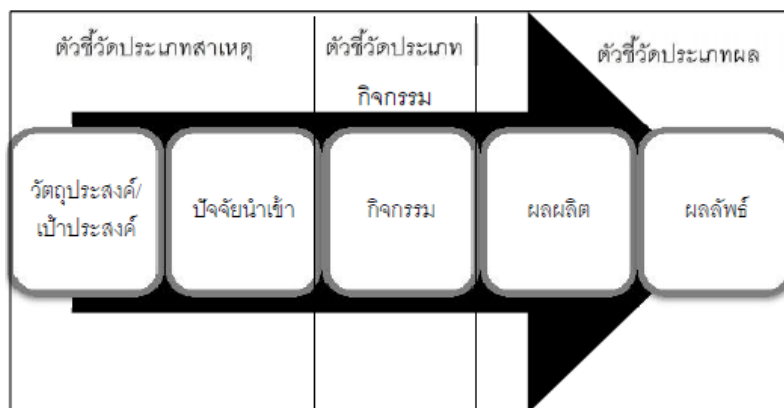 ตัวชี้วัดประเภทสาเหตุ
ตัวชี้วัดประเภท
กิจกรรม
ตัวชี้วัดประเภทผล
วัตถุประสงค์/
เป้าประสงค์
ปัจจัยนำเข้า
กิจกรรม
ผลผลิต
ผลลัพธ์